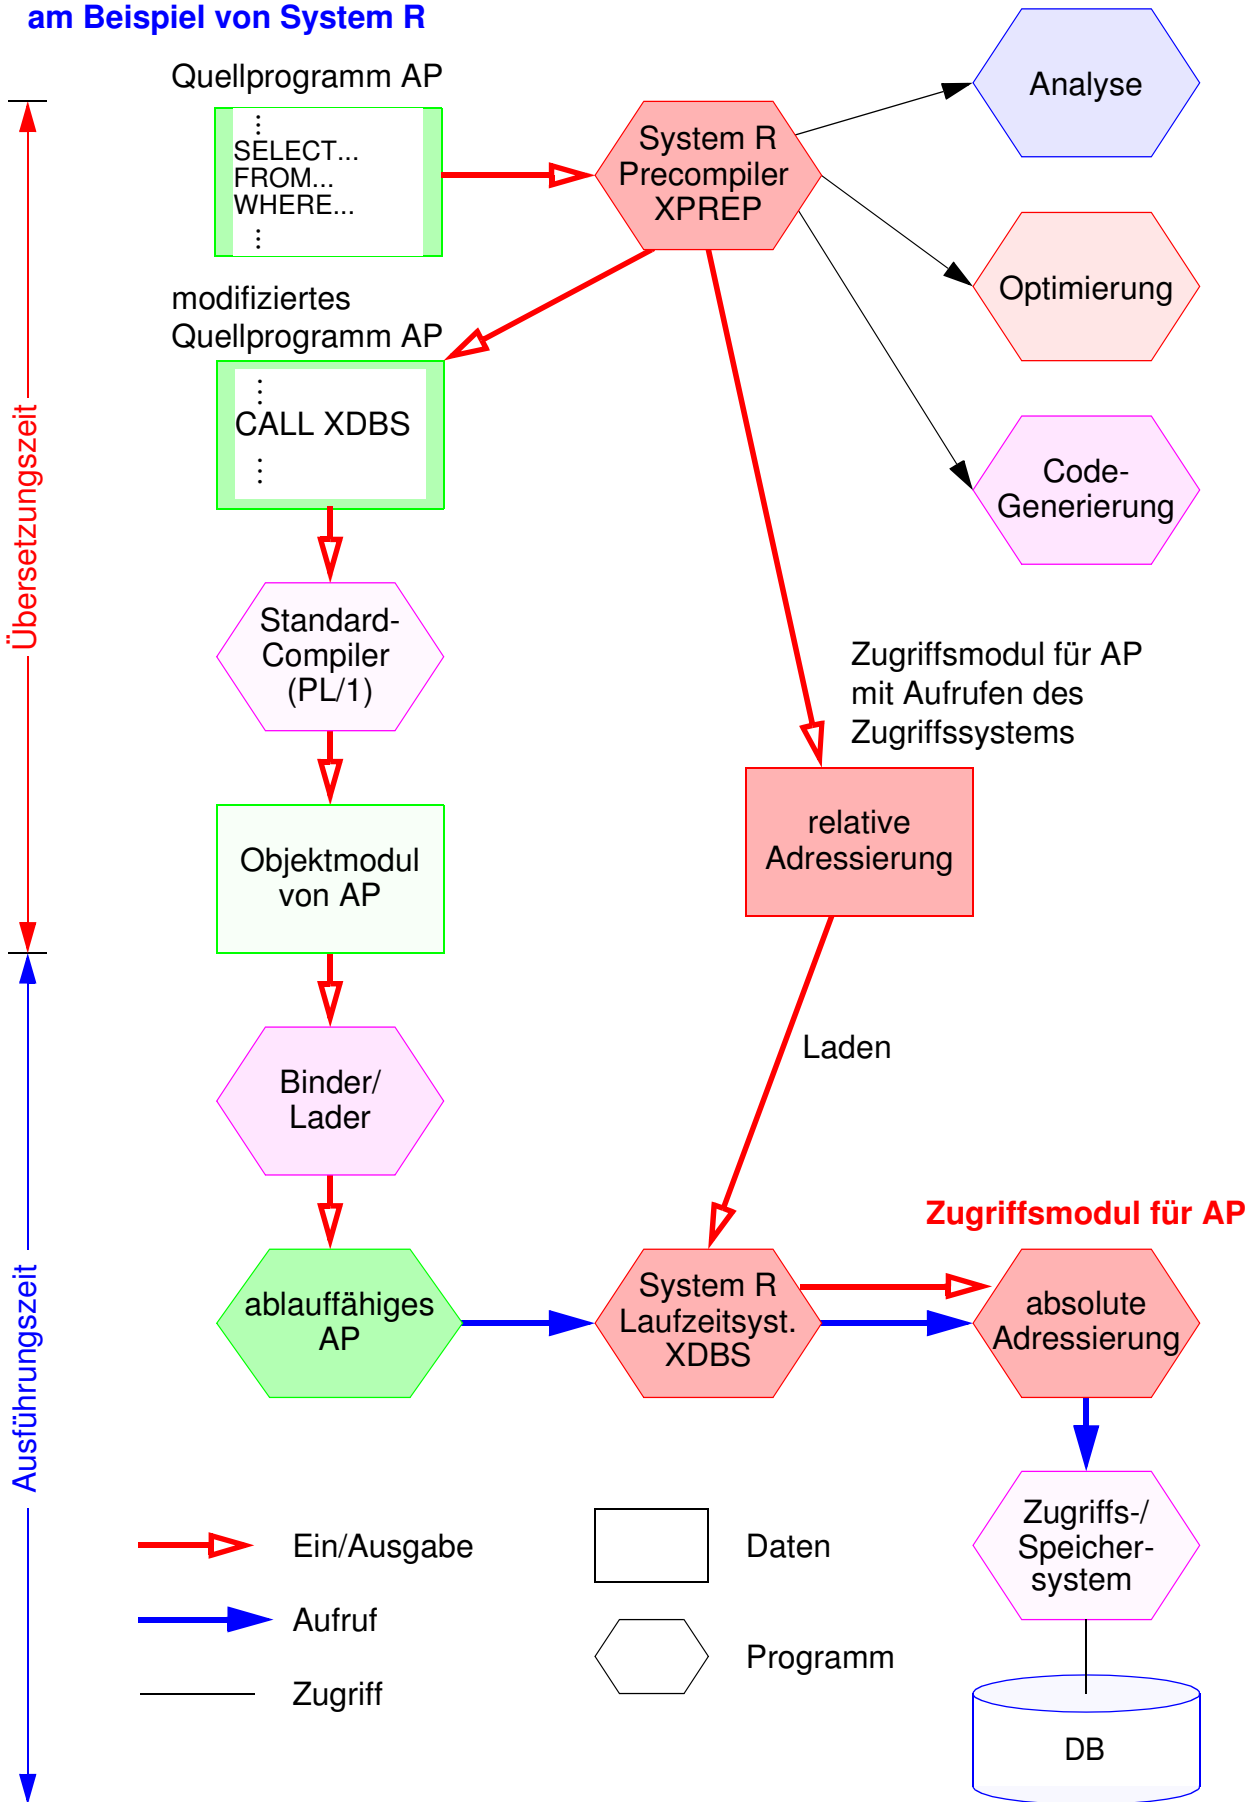 am Beispiel von System R
Quellprogramm AP
⋮
SELECT...
FROM...
WHERE...
⋮
System R
Precompiler
XPREP
Analyse
Optimierung
Code-
Generierung
modifiziertes
Quellprogramm AP
⋮
CALL XDBS
⋮
Übersetzungszeit
Standard-
Compiler
(PL/1)
Zugriffsmodul für AP
mit Aufrufen des
Zugriffssystems
relative
Adressierung
Objektmodul
von AP
Binder/
Lader
Laden
Ausführungszeit
Zugriffsmodul für AP
ablauffähiges
AP
System R
Laufzeitsyst.
XDBS
absolute
Adressierung
Zugriffs-/
Speicher-
system
DB
Ein/Ausgabe
Aufruf
Zugriff
Daten
Programm